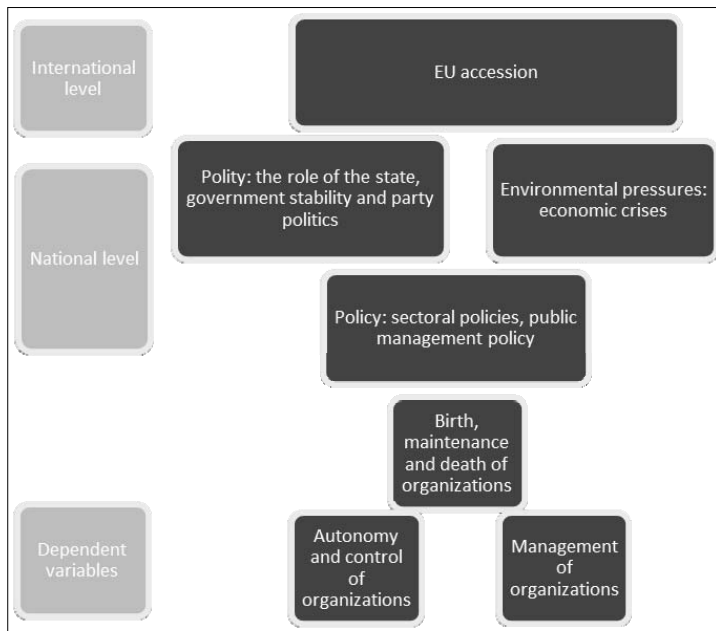 International
level
EU accession
Polity: the role of the state,
government stability and party
politics
Environmental pressures:
economic crises
National level
Policy: sectoral policies, public
management policy
Birth,
maintenance
and death of
organizations
Dependent
variables
Autonomy
and control
of
organizations
Management
of
organizations